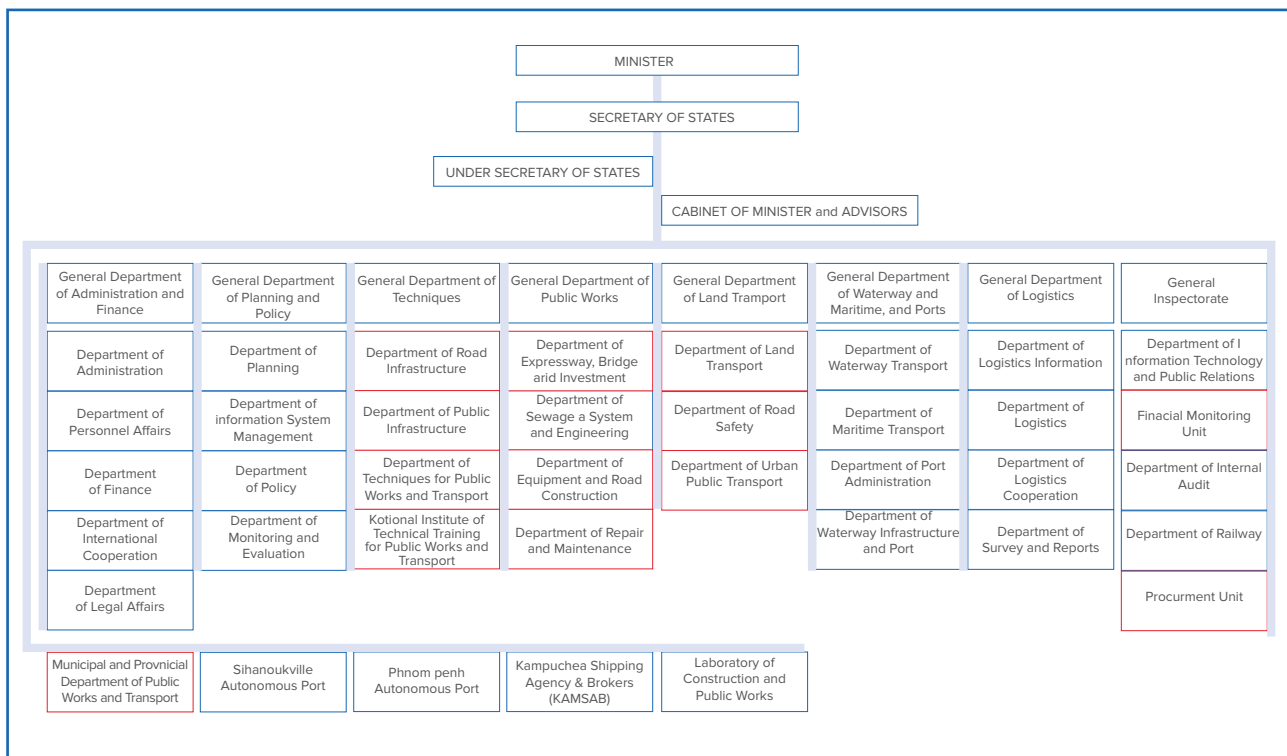 MINISTER
SECRETARY OF STATES
UNDER SECRETARY OF STATES
CABINET OF MINISTER and ADVISORS
General Department
of Administration and
Finance
General Department
of Planning and
Policy
General Department of
Techniques
General Department of
Public Works
General Department
of Land Tramport
General Department
of Waterway and
Maritime, and Ports
General Department
of Logistics
General
Inspectorate
Department of
Administration
Department of
Planning
Department of Road
Infrastructure
Department of
Expressway, Bridge
arid Investment
Department of Land
Transport
Department of
Waterway Transport
Department of
Logistics Information
Department of I
nformation Technology
and Public Relations
Department of
Personnel Affairs
Department of
information System
Management
Department of Public
Infrastructure
Department of
Sewage a System
and Engineering
Department of Road
Safety
Department of
Maritime Transport
Department of
Logistics
Finacial Monitoring
Unit
Department
of Finance
Department
of Policy
Department of
Techniques for Public
Works and Transport
Department of
Equipment and Road
Construction
Department of Urban
Public Transport
Department of Port
Administration
Department of
Logistics
Cooperation
Department of Internal
Audit
Department of
International
Cooperation
Department of
Monitoring and
Evaluation
Kotional Institute of
Technical Training
for Public Works and
Transport
Department of Repair
and Maintenance
Department of
Waterway Infrastructure
and Port
Department of
Survey and Reports
Department of Railway
Department
of Legal Affairs
Procurment Unit
Municipal and Provnicial
Department of Public
Works and Transport
Sihanoukville
Autonomous Port
Phnom penh
Autonomous Port
Kampuchea Shipping
Agency & Brokers
(KAMSAB)
Laboratory of
Construction and
Public Works